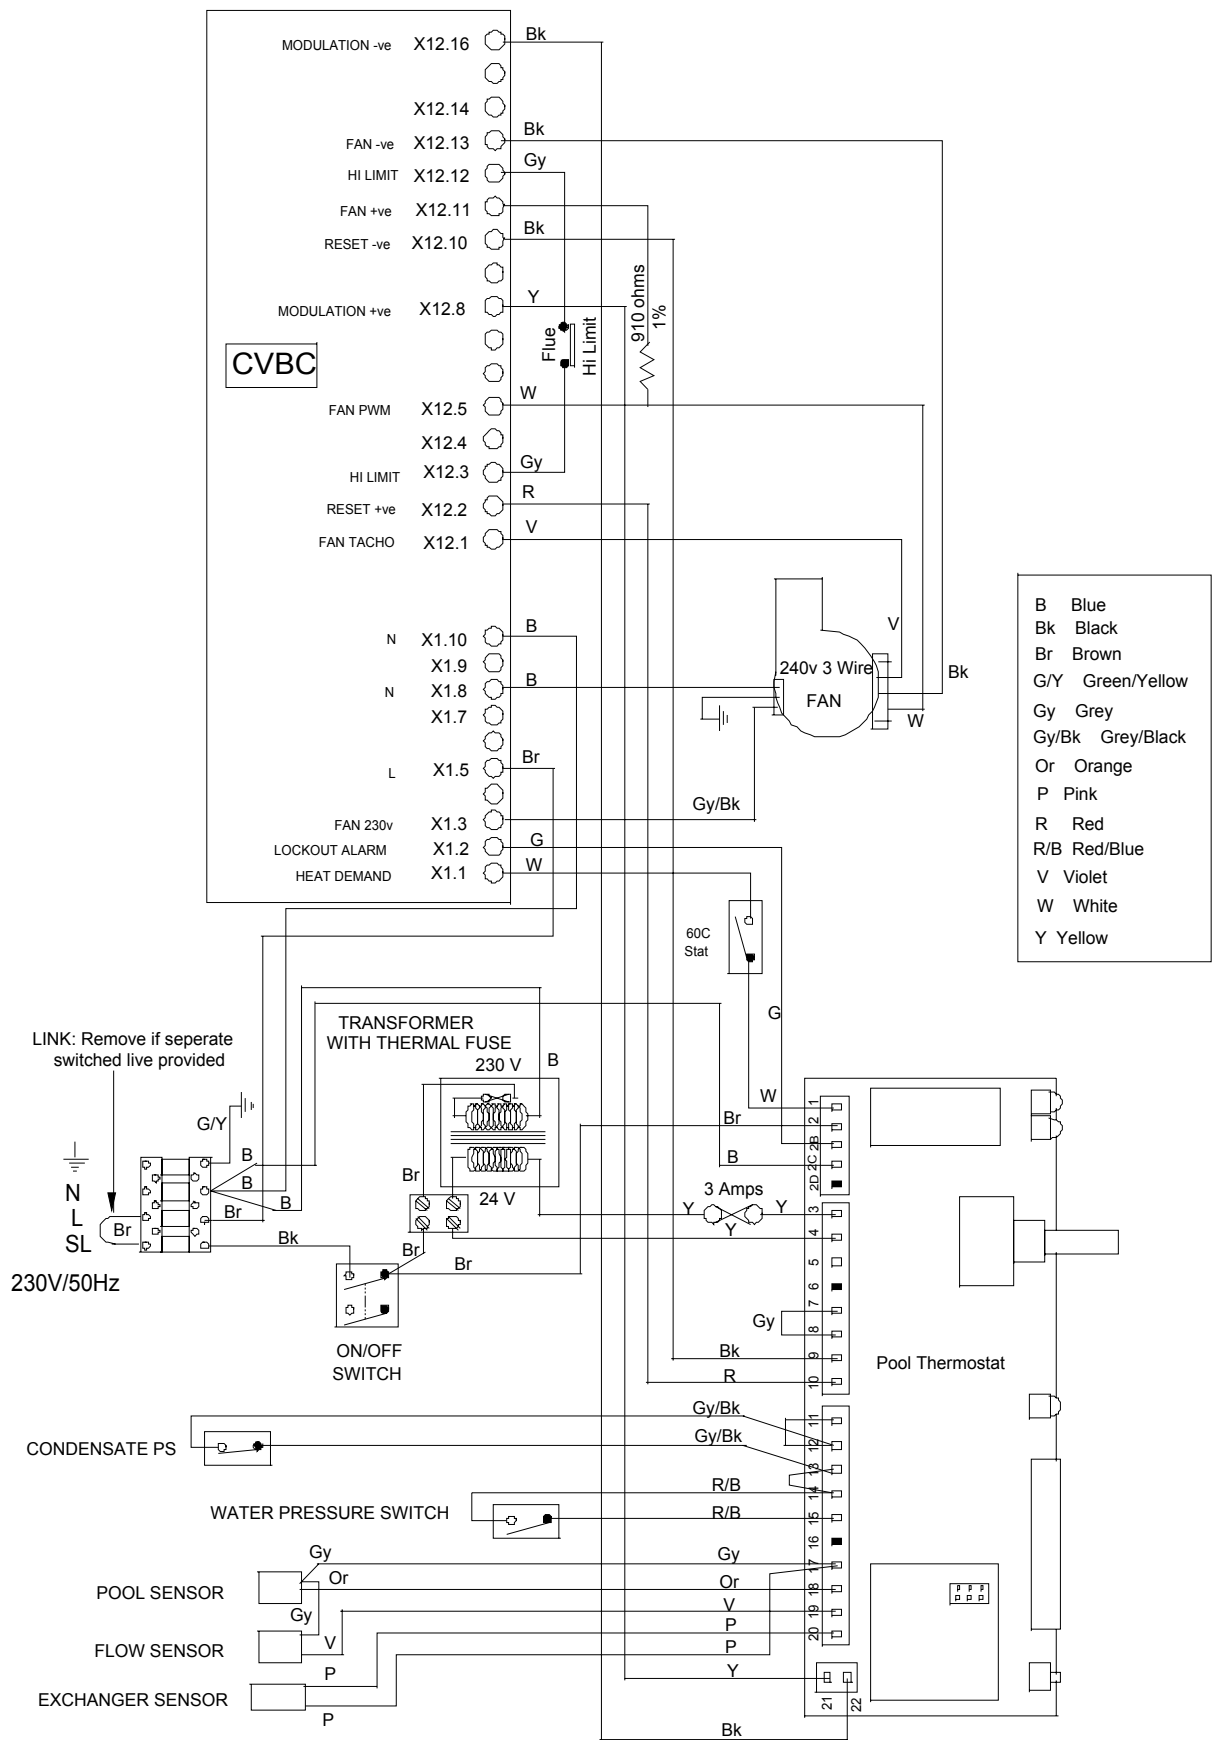 MODULATION -ve X12.16 Bk
X12.14
FAN -ve X12.13 Bk
HI LIMIT X12.12 Gy
FAN +ve X12.11
RESET -ve X12.10 Bk
MODULATION +ve X12.8 Y
910 ohms
1%
Flue
Hi Limit
CVBC
FAN PWM X12.5 W
X12.4
HI LIMIT X12.3 Gy
RESET +ve X12.2 R
FAN TACHO X12.1 V
N X1.10 B
X1.9
N X1.8 B
X1.7
L X1.5 Br
FAN 230v X1.3
LOCKOUT ALARM X1.2 G
HEAT DEMAND X1.1 W
V
240v 3 Wire
FAN
Bk
W
Gy/Bk
B Blue
Bk Black
Br Brown
G/Y Green/Yellow
Gy Grey
Gy/Bk Grey/Black
Or Orange
P Pink
R Red
R/B Red/Blue
V Violet
W White
Y Yellow
60C
Stat
G
LINK: Remove if seperate
switched live provided
TRANSFORMER
WITH THERMAL FUSE
230 V B
24 V
G/Y
B
B
B
Br
Bk
N
L
SL
Br
230V/50Hz
Br
Br
Br
ON/OFF
SWITCH
W
Br
B
3 Amps
Y Y
Y
1
2
2B
2C
2D
3
4
5
6
7
8
9
10
Gy
Bk
R
Pool Thermostat
Gy/Bk
Gy/Bk
CONDENSATE PS
R/B
R/B
WATER PRESSURE SWITCH
11
12
13
14
15
16
17
18
19
20
Gy Gy
Or Or
POOL SENSOR
Gy
V V
FLOW SENSOR
P P
P P
EXCHANGER SENSOR
Y
21
22
Bk